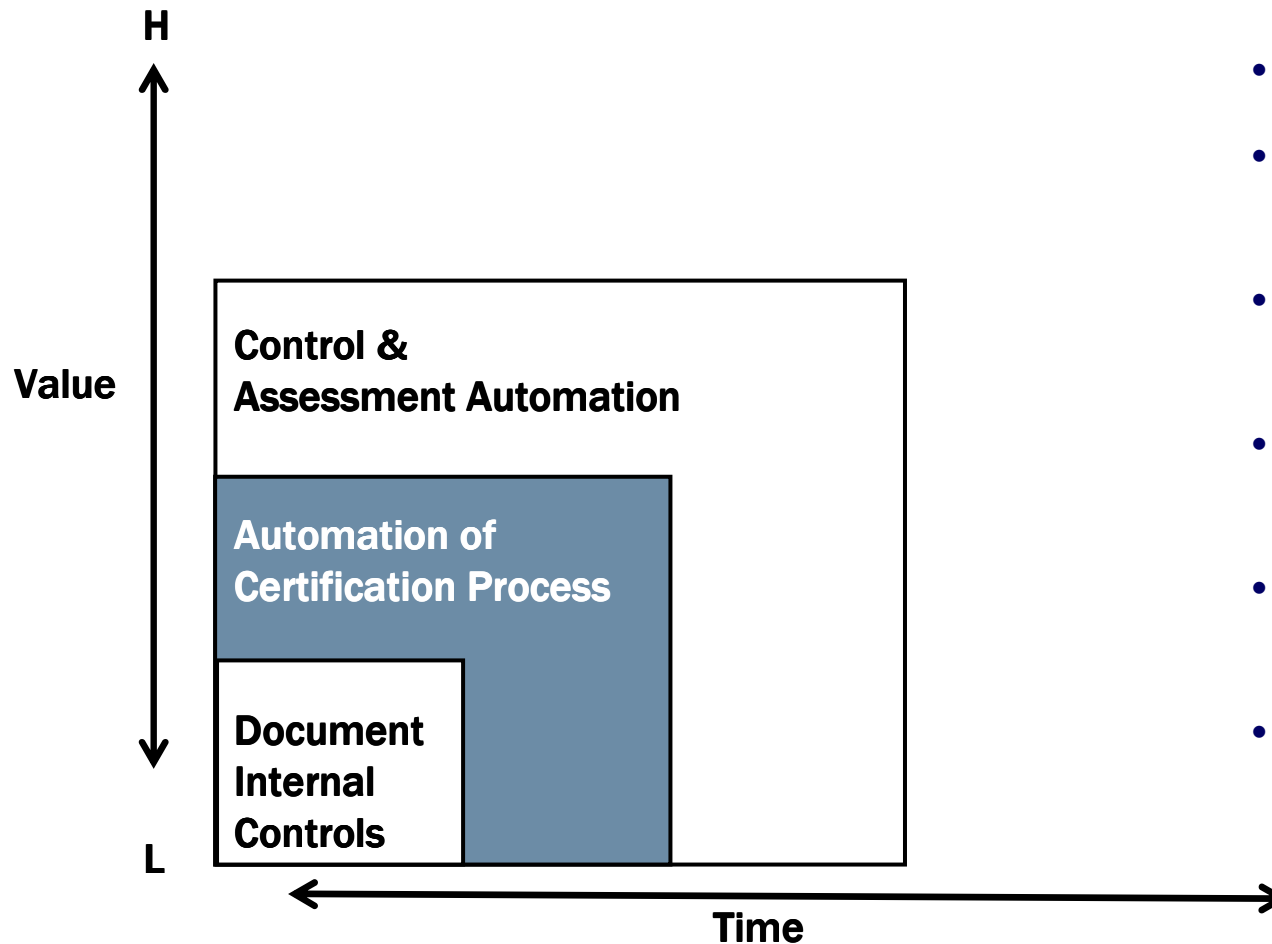 H
Value
Control &
Assessment Automation
Automation of
Certification Process
Document
Internal
Controls
L
Time